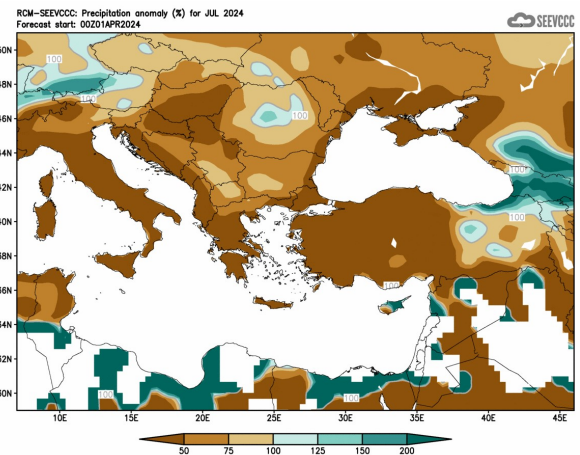 RCM-SEEVCCC: Precipitation anomaly (%) for JUL 2024
Forecast start: 00Z01APR2024
SEEVCCC
60N
100
48N
100
46N
100
44N
100
42N
100
40N
38N
100
36N
34N
32N
100
100
30N
10E 15E 20E 25E 30E 35E 40E 45E
50 75 100 125 150 200